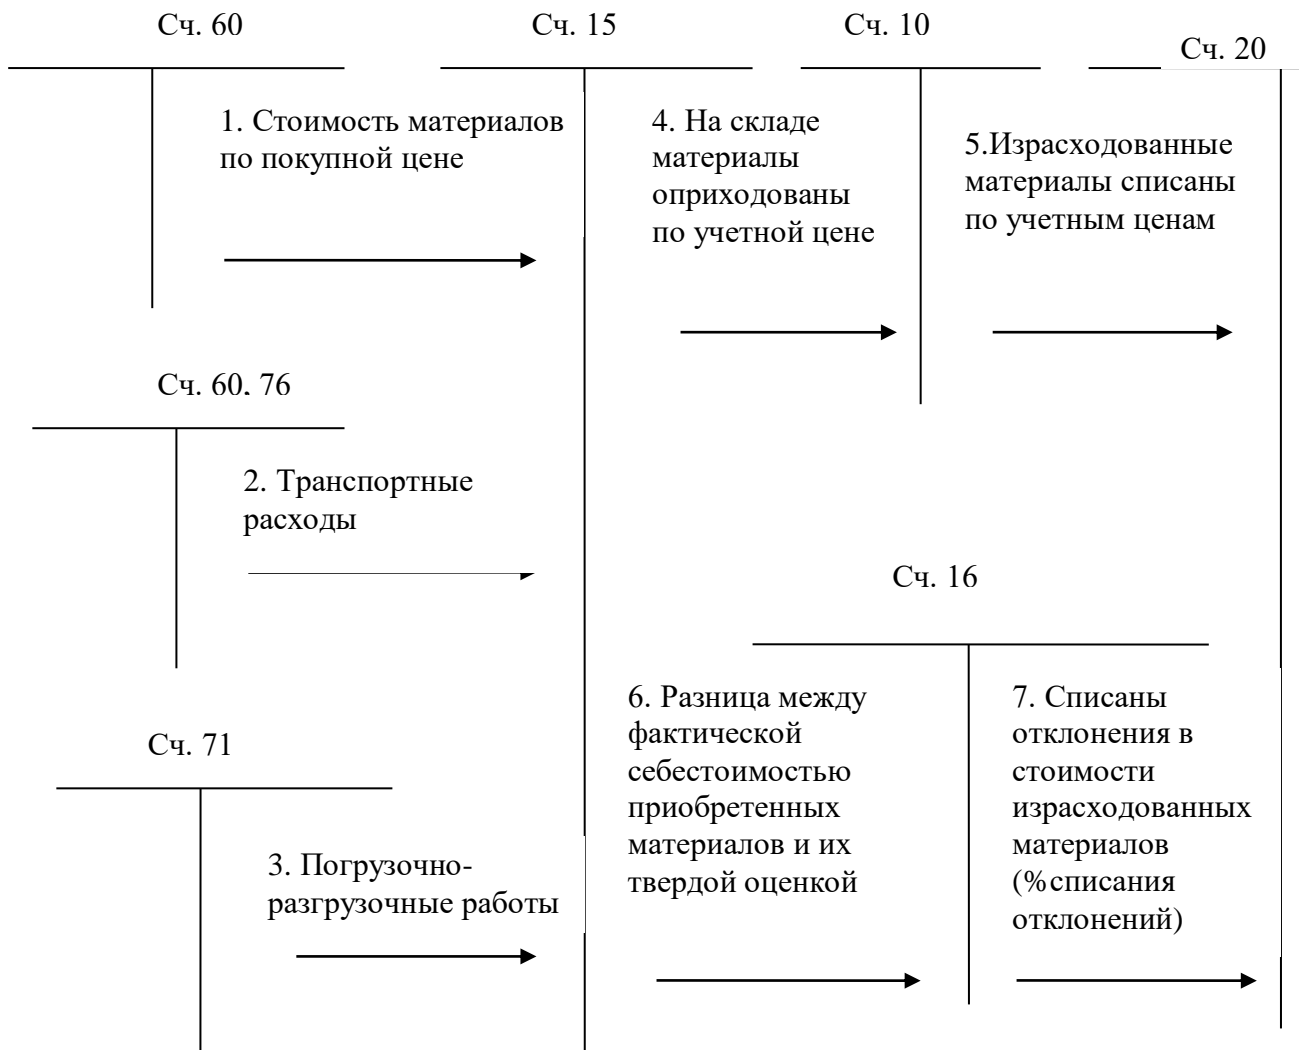 Сч. 60
Сч. 15
Сч. 10
Сч. 20
1. Стоимость материалов
по покупной цене
4. На складе
материалы
оприходованы
по учетной цене
5.Израсходованные
материалы списаны
по учетным ценам
Сч. 60, 76
2. Транспортные
расходы
Сч. 16
6. Разница между
фактической
себестоимостью
приобретенных
материалов и их
твердой оценкой
7. Списаны
отклонения в
стоимости
израсходованных
материалов
(%списания
отклонений)
Сч. 71
3. Погрузочно-
разгрузочные работы